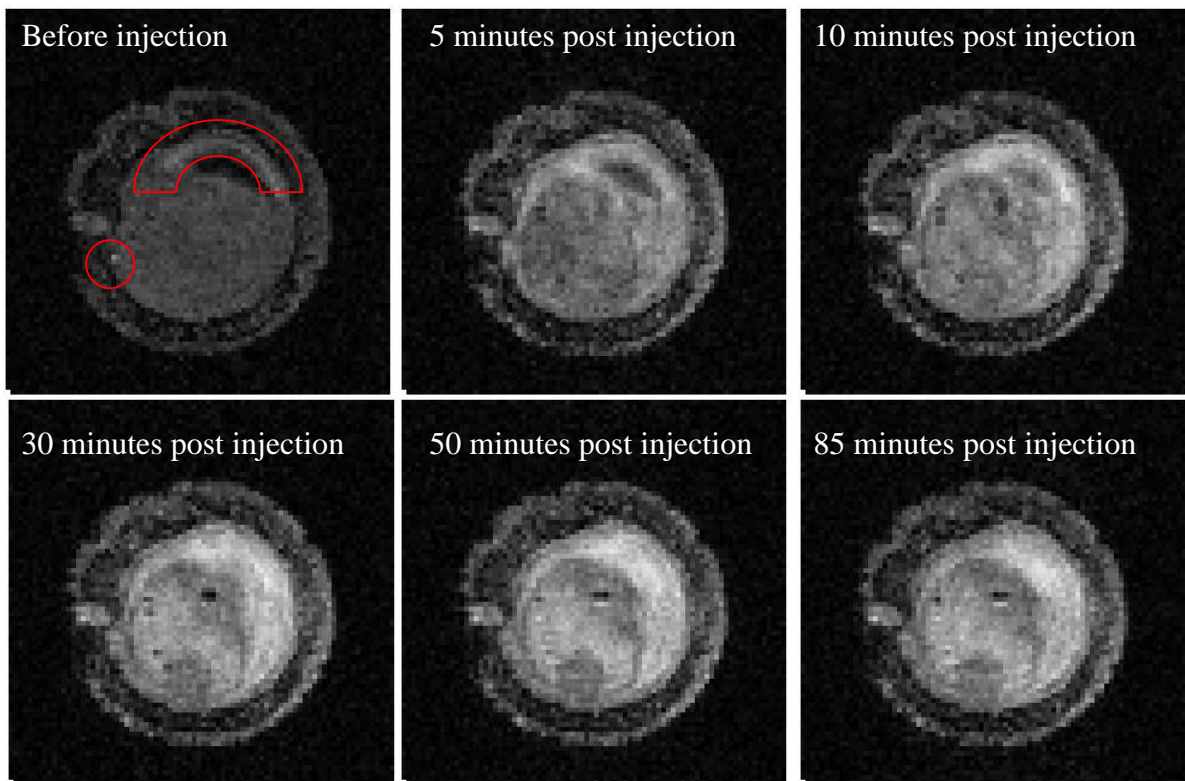 Before injection
5 minutes post injection
10 minutes post injection
30 minutes post injection
50 minutes post injection
85 minutes post injection